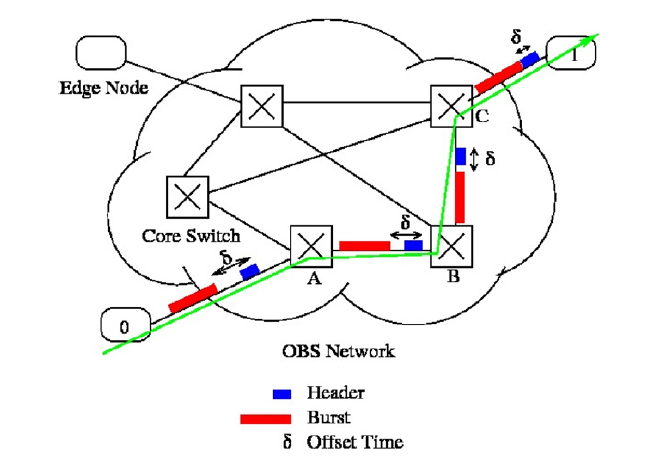 δ
1
Edge Node
C
δ
Core Switch
δ
δ
A
B
0
OBS Network
Header
Burst
δ Offset Time